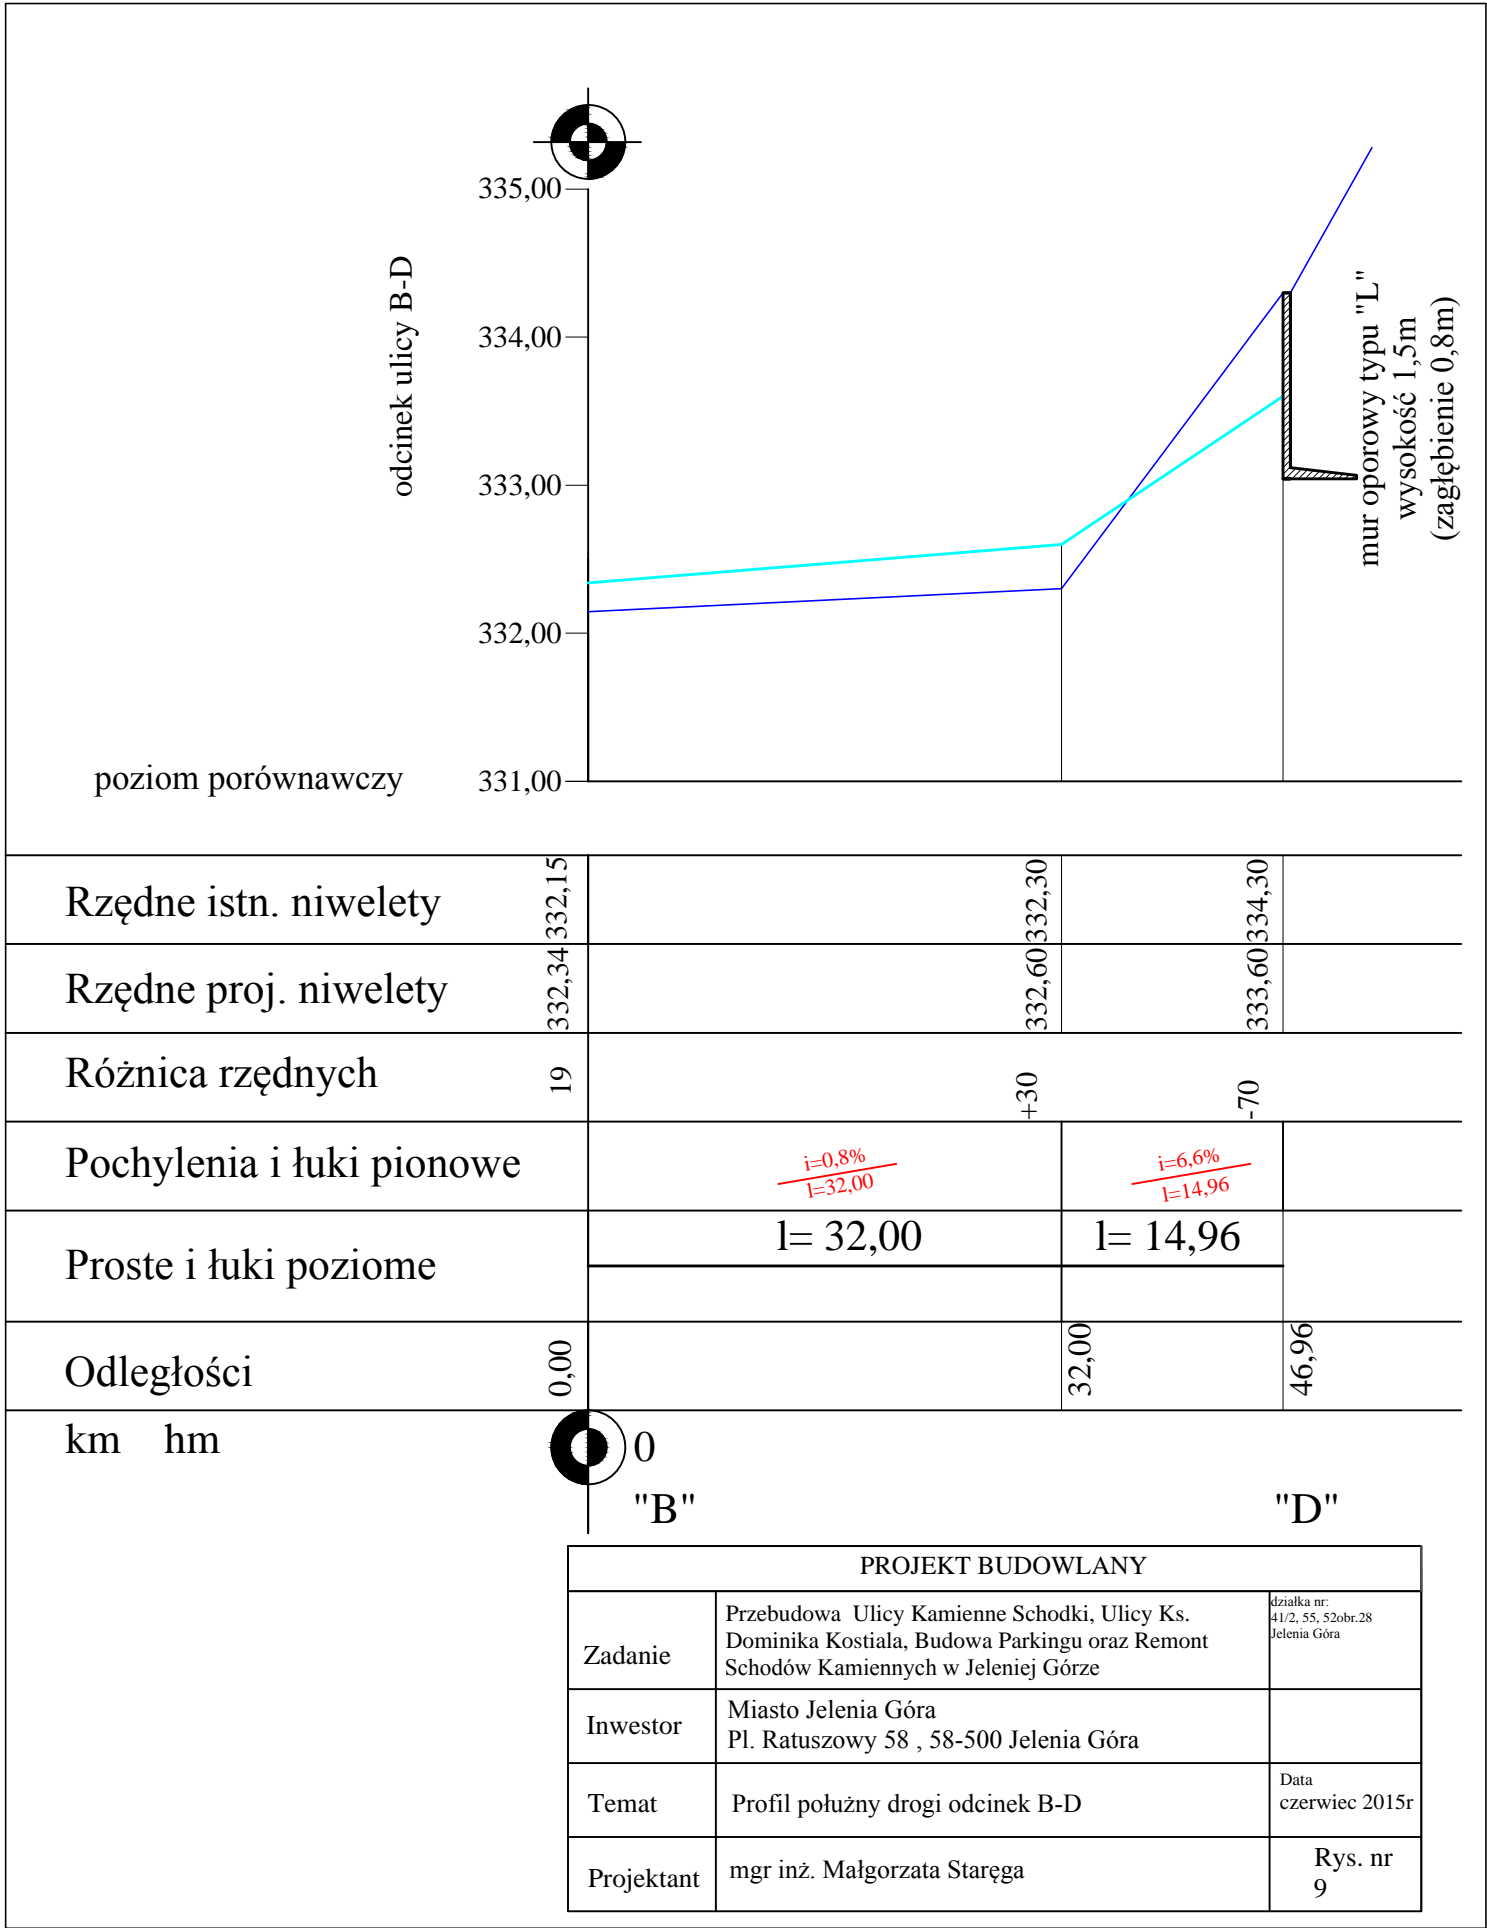 335,00
odcinek ulicy B-D
334,00
333,00
332,00
poziom porównawczy 331,00
mur oporowy typu "L"
wysokość 1,5m
(zagłębienie 0,8m)
Rzędne istn. niwelety 332,15 332,30 334,30
Rzędne proj. niwelety 332,34 332,60 333,60
Różnica rzędnych 19 +30 -70
Pochylenia i łuki pionowe
i=0,8%
l=32,00
i=6,6%
l=14,96
Proste i łuki poziome l= 32,00 l= 14,96
Odległości 0,00 32,00 46,96
km hm 0
"B" "D"
PROJEKT BUDOWLANY
Zadanie
Przebudowa Ulicy Kamienne Schodki, Ulicy Ks.
Dominika Kostiala, Budowa Parkingu oraz Remont
Schodów Kamiennych w Jeleniej Górze
działka nr:
41/2, 55, 52obr.28
Jelenia Góra
Inwestor
Miasto Jelenia Góra
Pl. Ratuszowy 58 , 58-500 Jelenia Góra
Temat
Profil połużny drogi odcinek B-D
Data
czerwiec 2015r
Projektant
mgr inż. Małgorzata Staręga
Rys. nr
9